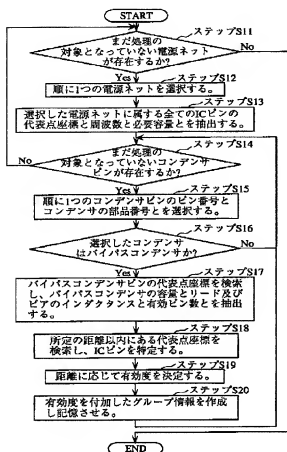 START
ステップS11
まだ処理の
対象となっていない電源ネット
が存在するか?
No
Yes
ステップS12
順に1つの電源ネットを選択する。
ステップS13
選択した電源ネットに属する全てのICピンの
代表点座標と周波数と必要容量とを抽出する。
ステップS14
まだ処理の
対象となっていないコンデンサ
ピンが存在するか?
No
Yes
ステップS15
順に1つのコンデンサピンのピン番号と
コンデンサの部品番号とを選択する。
ステップS16
選択したコンデンサ
はバイパスコンデンサか?
No
Yes
ステップS17
バイパスコンデンサピンの代表点座標を検索
し、バイパスコンデンサの容量とリード及び
ビアのインダクタンスと有効ピン数とを抽出
する。
ステップS18
所定の距離以内にある代表点座標を
検索し、ICピンを特定する。
ステップS19
距離に応じて有効度を決定する。
ステップS20
有効度を付加したグループ情報を作成
し記憶させる。
END